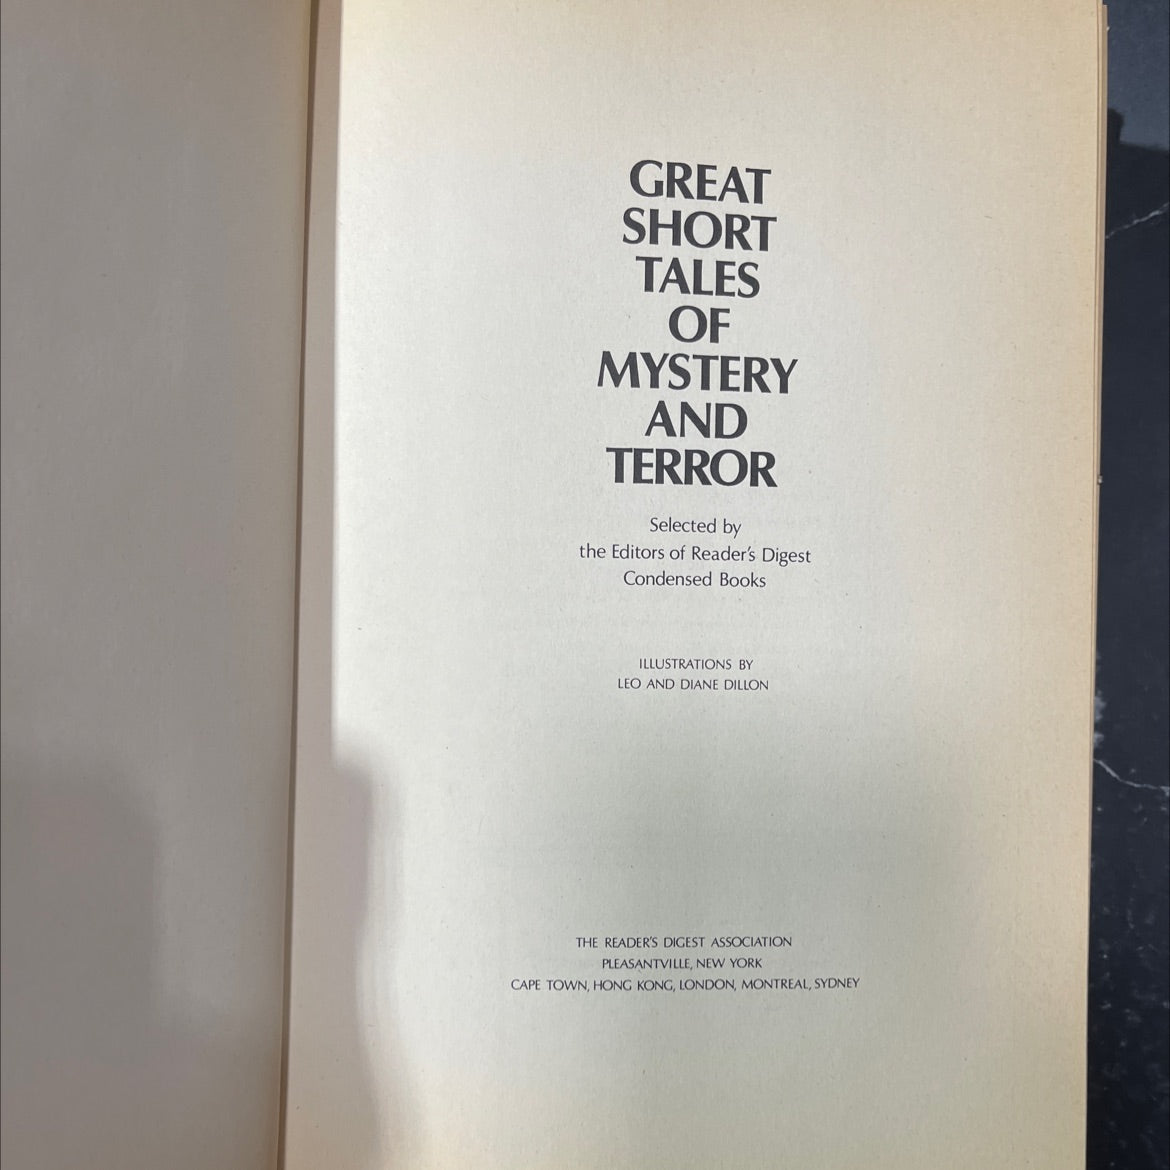 GREAT
SHORT
TALES
OF
MYSTERY
AND
TERROR
Selected by
the Editors of Reader's Digest
Condensed Books
ILLUSTRATIONS BY
LEO AND DIANE DILLON
THE READER'S DIGEST ASSOCIATION
PLEASANTVILLE, NEW YORK
CAPE TOWN, HONG KONG, LONDON, MONTREAL, SYDNEY